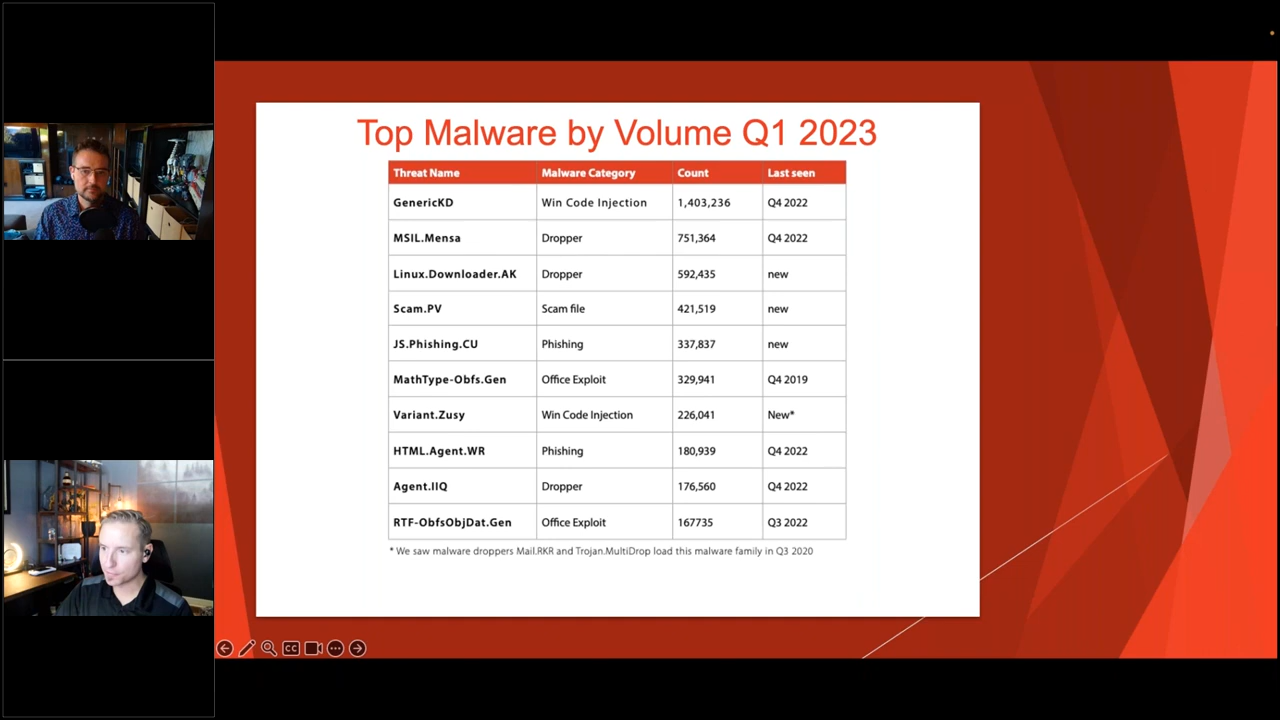 Top Malware by Volume Q1 2023
Threat Name Malware Category Count Last seen
GenericKD Win Code Injection 1,403,236 Q4 2022
MSIL.Mensa Dropper 751,364 Q4 2022
Linux.Downloader.AK Dropper 592,435 new
Scam.PV Scam file 421,519 new
JS.Phishing.CU Phishing 337,837 new
MathType-Obfs.Gen Office Exploit 329,941 Q4 2019
Variant.Zusy Win Code Injection 226,041 New*
HTML.Agent.WR Phishing 180,939 Q4 2022
Agent.IIQ Dropper 176,560 Q4 2022
RTF-ObfsObjDat.Gen Office Exploit 167735 Q3 2022
* We saw malware droppers Mail.RKR and Trojan.MultiDrop load this malware family in Q3 2020
CC